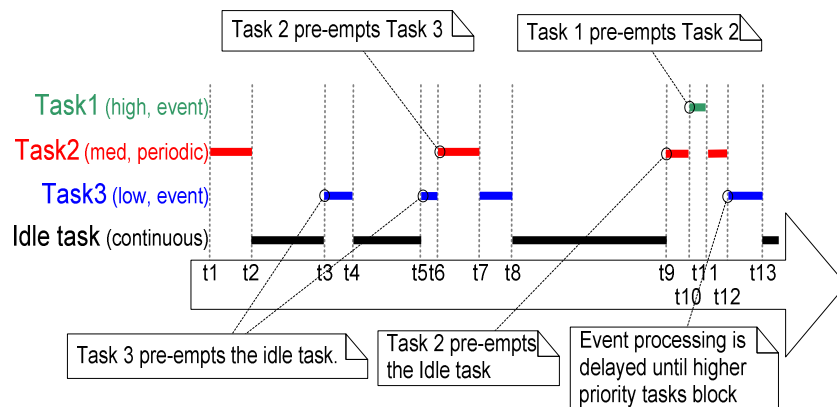 Task 2 pre-empts Task 3
Task 1 pre-empts Task 2
Task1 (high, event)
Task2 (med, periodic)
Task3 (low, event)
Idle task (continuous)
t1 t2 t3 t4 t5 t6 t7 t8 t9 t10 t11 t12 t13
Task 3 pre-empts the idle task.
Task 2 pre-empts
the Idle task
Event processing is
delayed until higher
priority tasks block